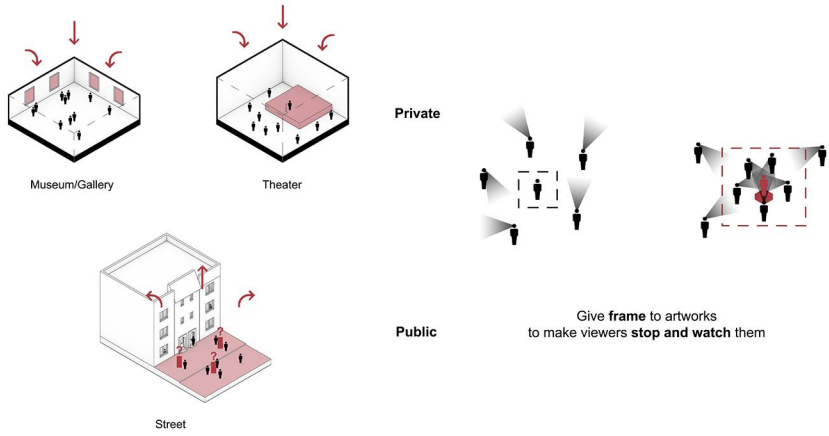 Museum/Gallery
Theater
Private
?
?
?
Street
Public
Give frame to artworks
to make viewers stop and watch them